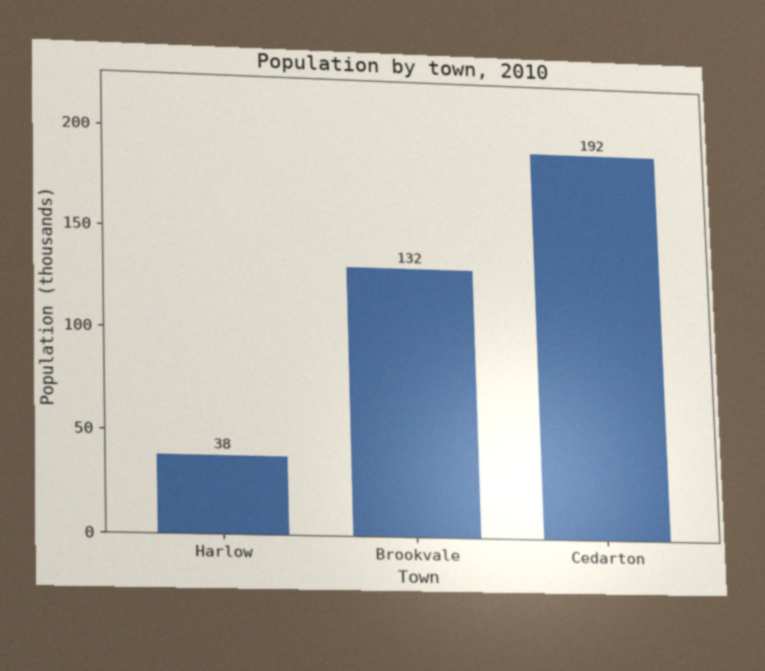 Population by town, 2010
Population (thousands)
200
150
100
50
0
38
132
192
Harlow
Brookvale
Cedarton
Town